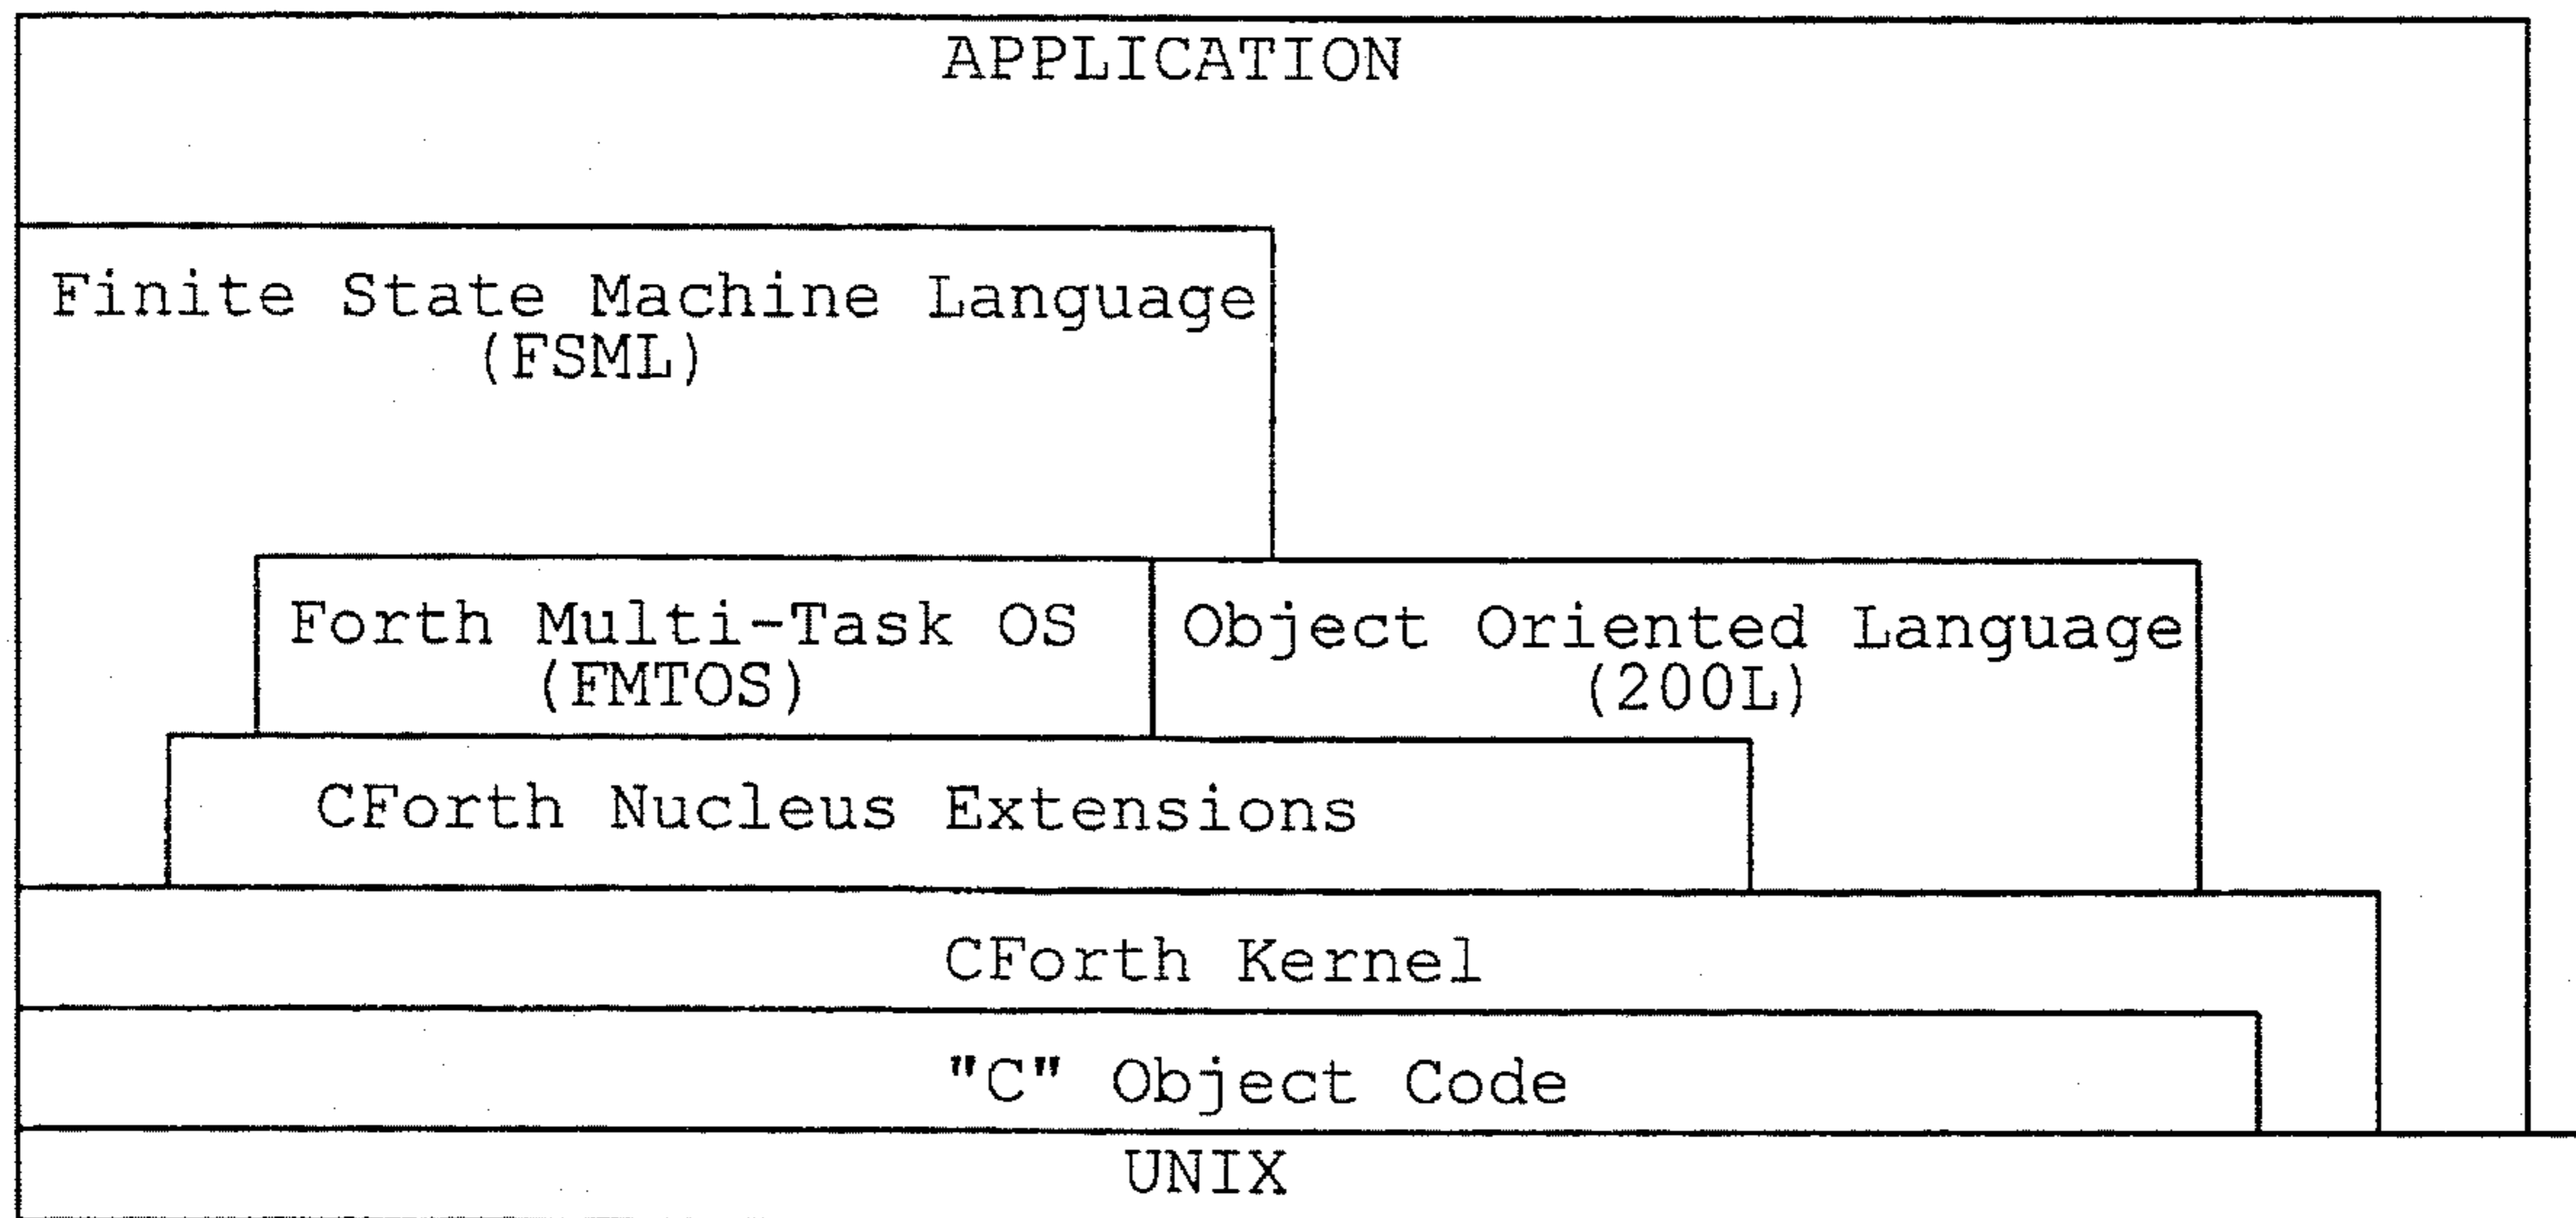 APPLICATION
Finite State Machine Language
(FSML)
Forth Multi-Task OS
(FMTOS)
Object Oriented Language
(200L)
CForth Nucleus Extensions
CForth Kernel
"C" Object Code
UNIX